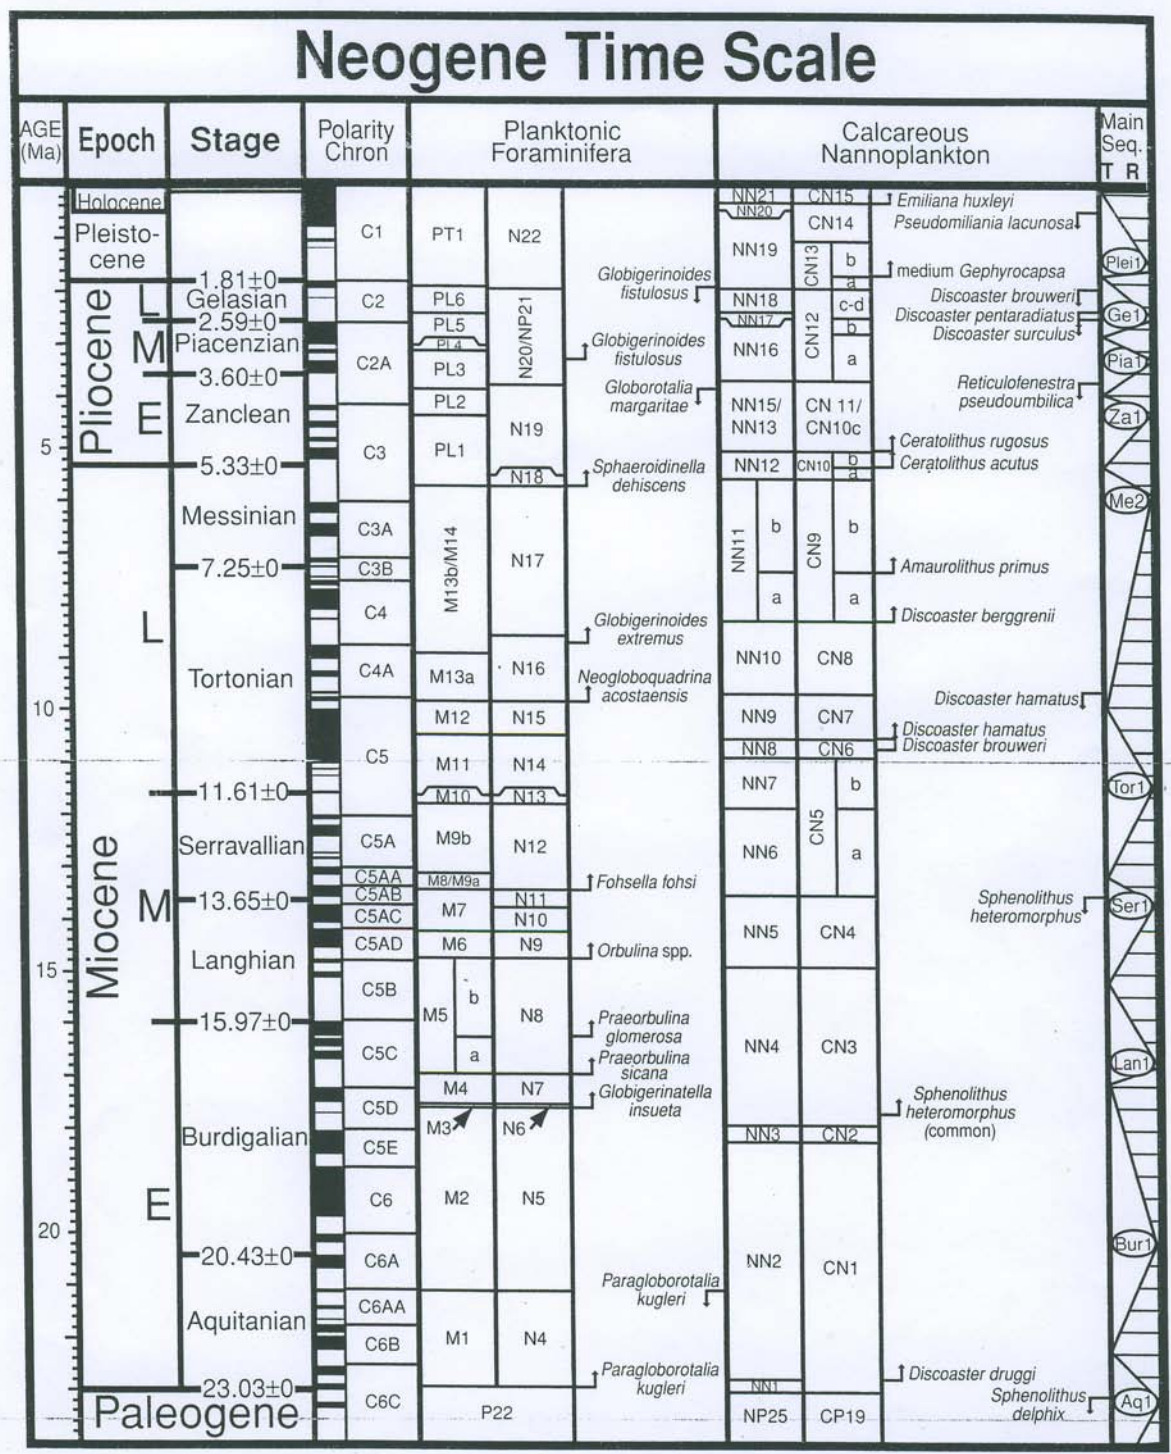 Neogene Time Scale
AGE
(Ma)
Epoch
Stage
Polarity
Chron
Planktonic
Foraminifera
Calcareous
Nannoplankton
Main
Seq.
T R
5
10
15
20
Holocene
Pleisto-
cene
Pliocene
L
M
E
Miocene
L
M
E
Paleogene
1.81±0
Gelasian
2.59±0
Piacenzian
3.60±0
Zanclean
5.33±0
Messinian
7.25±0
Tortonian
11.61±0
Serravallian
13.65±0
Langhian
15.97±0
Burdigalian
20.43±0
Aquitanian
23.03±0
C1
C2
C2A
C3
C3A
C3B
C4
C4A
C5
C5A
C5AA
C5AB
C5AC
C5AD
C5B
C5C
C5D
C5E
C6
C6A
C6AA
C6B
C6C
PT1
PL6
PL5
PL4
PL3
PL2
PL1
M13b/M14
M13a
M12
M11
M10
M9b
M8/M9a
M7
M6
M5
b
a
M4
M3
M2
M1
P22
N22
N20/NP21
N19
N18
N17
N16
N15
N14
N13
N12
N11
N10
N9
N8
N7
N6
N5
N4
Globigerinoides
fistulosus
Globigerinoides
fistulosus
Globorotalia
margaritae
Sphaeroidinella
dehiscens
Globigerinoides
extremus
Neogloboquadrina
acostaensis
Fohsella fohsi
Orbulina spp.
Praeorbulina
glomerosa
Praeorbulina
sicana
Globigerinatella
insueta
Paragloborotalia
kugleri
Paragloborotalia
kugleri
NN21
NN20
NN19
NN18
NN17
NN16
NN15/
NN13
NN12
NN11
b
a
NN10
NN9
NN8
NN7
NN6
NN5
NN4
NN3
NN2
NN1
NP25
CN15
CN14
CN13
b
a
CN12
c-d
b
a
CN 11/
CN10c
CN10
b
a
CN9
b
a
CN8
CN7
CN6
CN5
b
a
CN4
CN3
CN2
CN1
CP19
Emiliana huxleyi
Pseudomiliania lacunosa
medium Gephyrocapsa
Discoaster brouweri
Discoaster pentaradiatus
Discoaster surculus
Reticulofenestra
pseudoumbilica
Ceratolithus rugosus
Ceratolithus acutus
Amaurolithus primus
Discoaster berggrenii
Discoaster hamatus
Discoaster hamatus
Discoaster brouweri
Sphenolithus
heteromorphus
Sphenolithus
heteromorphus
(common)
Discoaster druggi
Sphenolithus
delphix
Plei1
Ge1
Pia1
Za1
Me2
Tor1
Ser1
Lan1
Bur1
Aq1